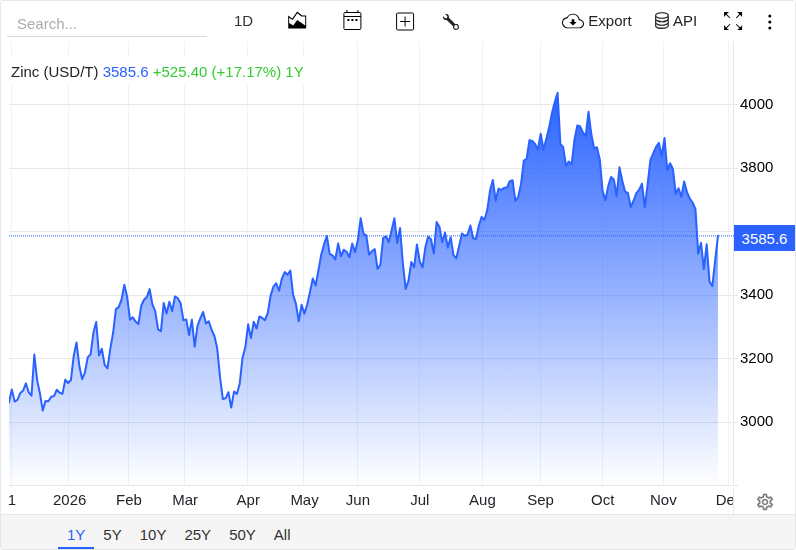 Search...
1D
Export
API
Zinc (USD/T) 3585.6 +525.40 (+17.17%) 1Y
4000
3800
3585.6
3400
3200
3000
1 2026 Feb Mar Apr May Jun Jul Aug Sep Oct Nov De
1Y 5Y 10Y 25Y 50Y All